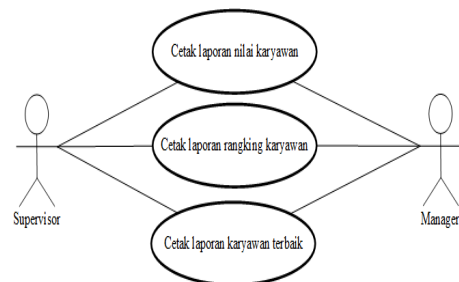 Cetak laporan nilai karyawan
Cetak laporan rangking karyawan
Supervisor
Manager
Cetak laporan karyawan terbaik